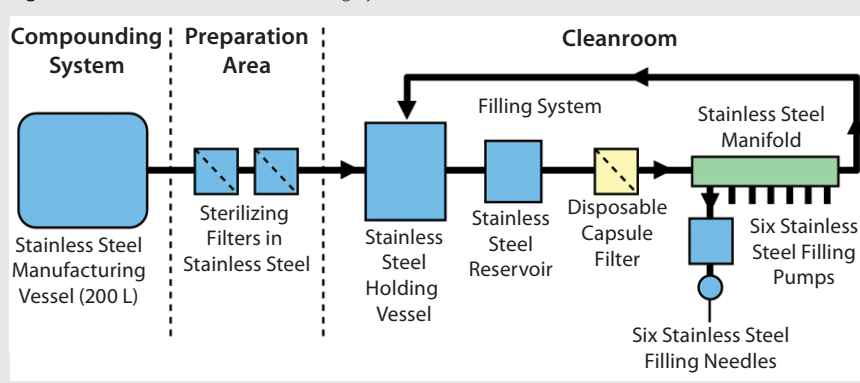 Compounding
System
Preparation
Area
Cleanroom
Filling System
Stainless Steel
Manifold
Stainless Steel
Manufacturing
Vessel (200 L)
Sterilizing
Filters in
Stainless Steel
Stainless
Steel
Holding
Vessel
Stainless
Steel
Reservoir
Disposable
Capsule
Filter
Six Stainless
Steel Filling
Pumps
Six Stainless Steel
Filling Needles